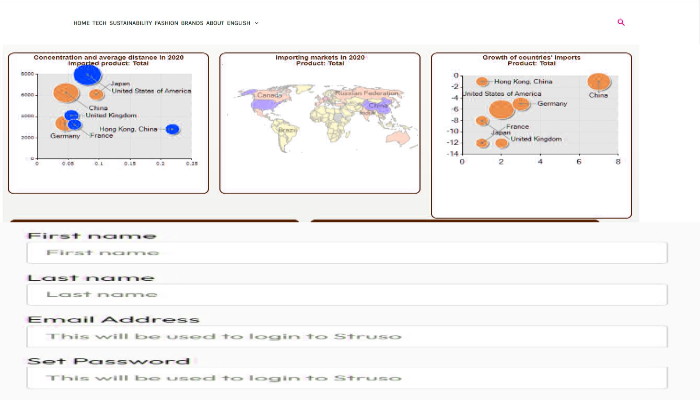 HOME TECH SUSTAINABILITY FASHION BRANDS ABOUT ENGLISH
Concentration and average distance in 2020
Imported product: Total
8000
6000
4000
2000
0
Japan
United States of America
China
United Kingdom
Hong Kong, China
Germany
France
0
0.05
0.1
0.15
0.2
0.25
Importing markets in 2020
Product: Total
Canada
Russian Federation
China
India
Brazil
Growth of countries' imports
Product: Total
0
-2
-4
-6
-8
-10
-12
-14
Hong Kong, China
China
United States of America
Germany
France
Japan
United Kingdom
0
2
4
6
8
First name
First name
Last name
Last name
Email Address
This will be used to login to Struso
Set Password
This will be used to login to Struso